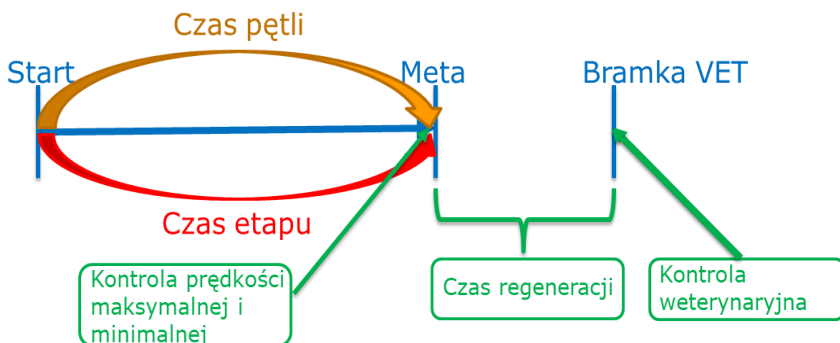 Czas pętli
Start
Meta
Bramka VET
Czas etapu
Kontrola prędkości
maksymalnej i
minimalnej
Czas regeneracji
Kontrola
weterynaryjna